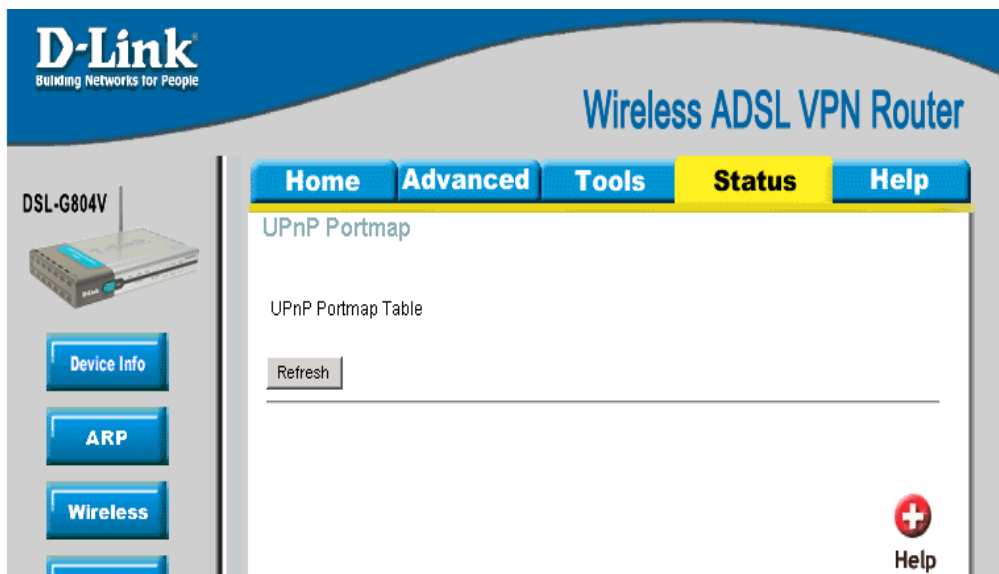 D-Link
Building Networks for People
Wireless ADSL VPN Router
Home Advanced Tools Status Help
DSL-G804V
UPnP Portmap
UPnP Portmap Table
Refresh
Device Info
ARP
Wireless
Help